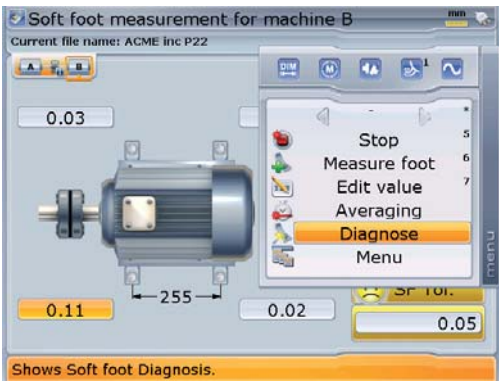 Soft foot measurement for machine B
mm
Current file name: ACME inc P22
A
B
DIM
M
1
0.03
-
*
Stop
5
Measure foot
6
Edit value
7
Averaging
Diagnose
Menu
menu
255
SF Tol.
0.11
0.02
0.05
Shows Soft foot Diagnosis.